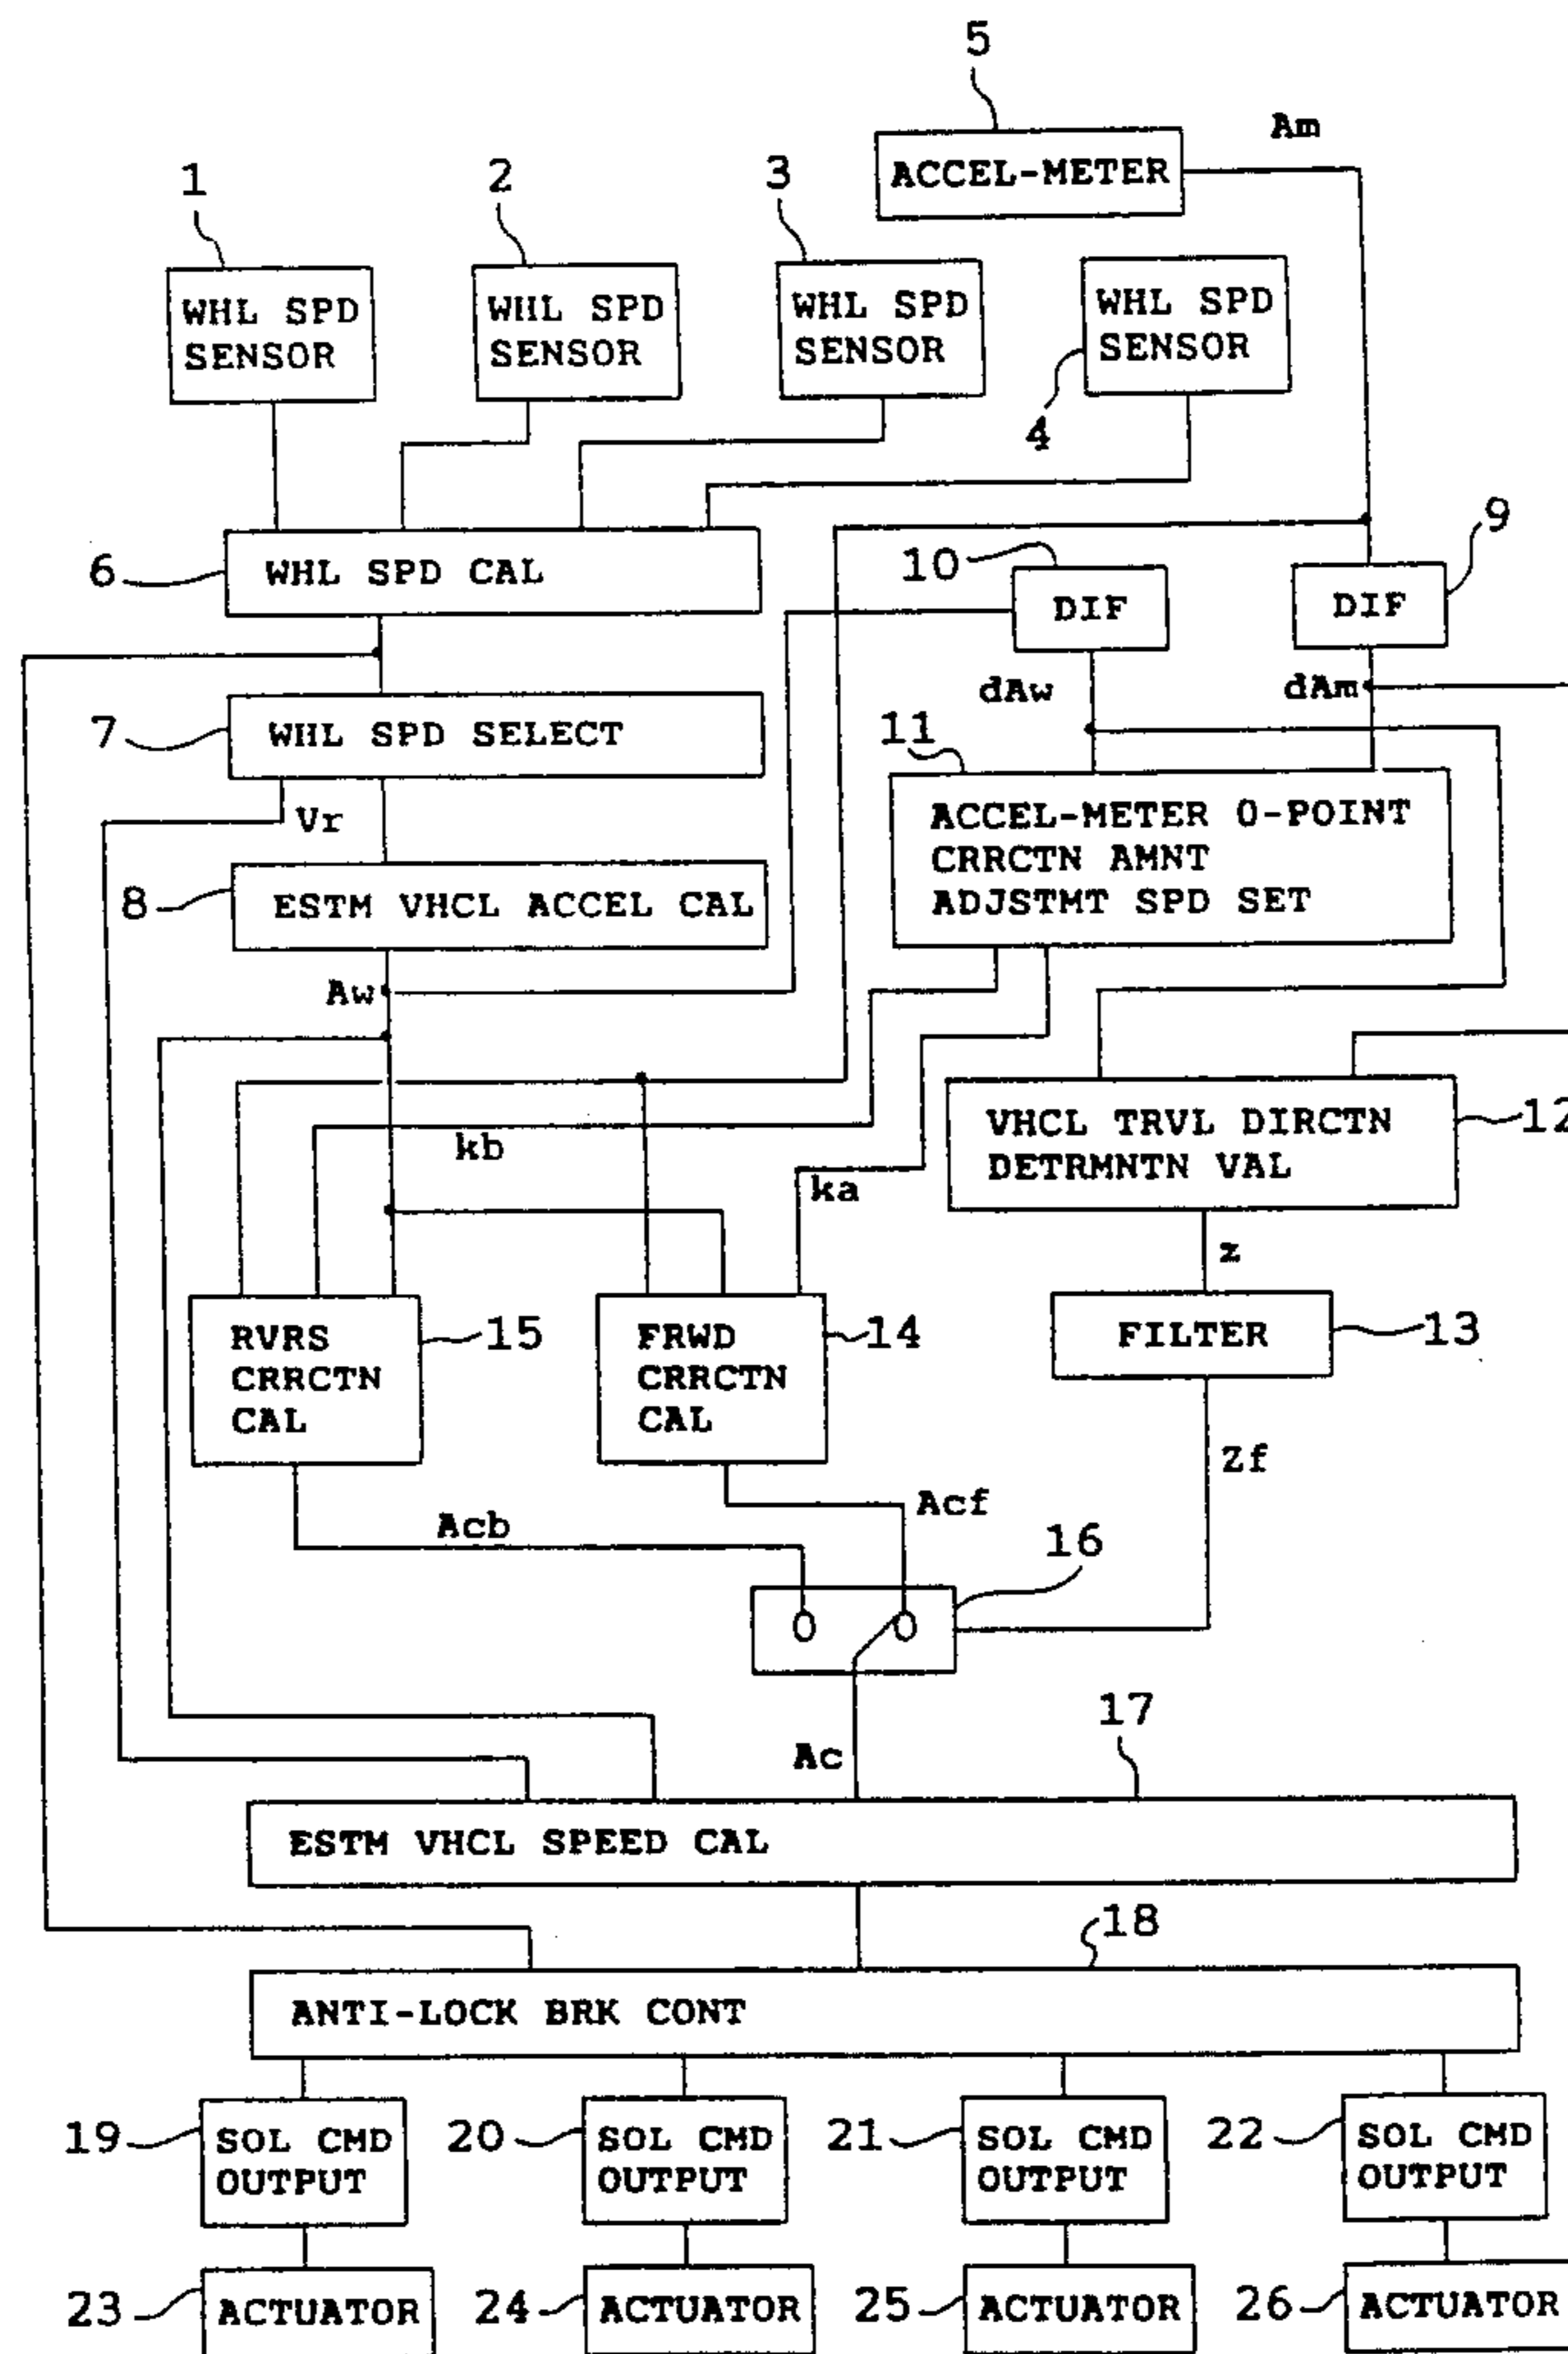 5
Am
ACCEL-METER
1
2
3
WHL SPD
SENSOR
WHL SPD
SENSOR
WHL SPD
SENSOR
WHL SPD
SENSOR
4
9
10
6
WHL SPD CAL
DIF
DIF
dAw
dAm
7
WHL SPD SELECT
11
Vr
ACCEL-METER 0-POINT
CRRCTN AMNT
ADJSTMT SPD SET
8
ESTM VHCL ACCEL CAL
Aw
VHCL TRVL DIRCTN
DETRMNTN VAL
12
kb
ka
z
RVRS
CRRCTN
CAL
15
FRWD
CRRCTN
CAL
14
FILTER
13
Zf
Acf
Acb
16
17
Ac
ESTM VHCL SPEED CAL
18
ANTI-LOCK BRK CONT
19
SOL CMD
OUTPUT
20
SOL CMD
OUTPUT
21
SOL CMD
OUTPUT
22
SOL CMD
OUTPUT
23
ACTUATOR
24
ACTUATOR
25
ACTUATOR
26
ACTUATOR